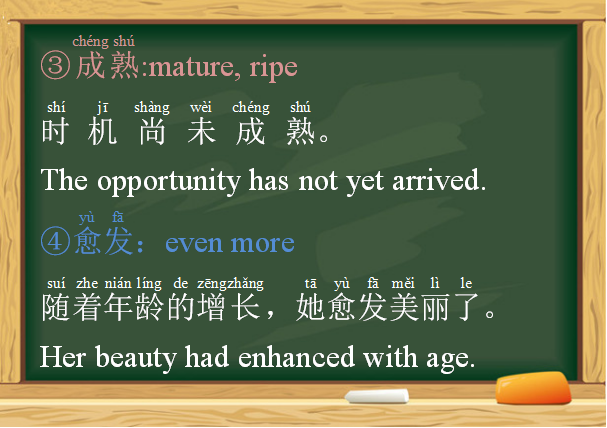 chéng shú
③成熟:mature, ripe
shí jī shàng wèi chéng shú
时机尚未成熟。
The opportunity has not yet arrived.
yù fā
④愈发：even more
suí zhe nián líng de zēngzhǎng tā yù fā měi lì le
随着年龄的增长，她愈发美丽了。
Her beauty had enhanced with age.